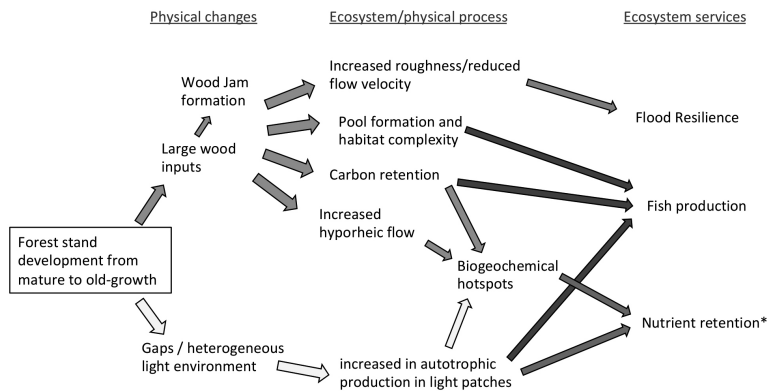 Physical changes
Ecosystem/physical process
Ecosystem services
Wood Jam
formation
Large wood
inputs
Forest stand
development from
mature to old-growth
Gaps / heterogeneous
light environment
Increased roughness/reduced
flow velocity
Pool formation and
habitat complexity
Carbon retention
Increased
hyporheic flow
Biogeochemical
hotspots
increased in autotrophic
production in light patches
Flood Resilience
Fish production
Nutrient retention*